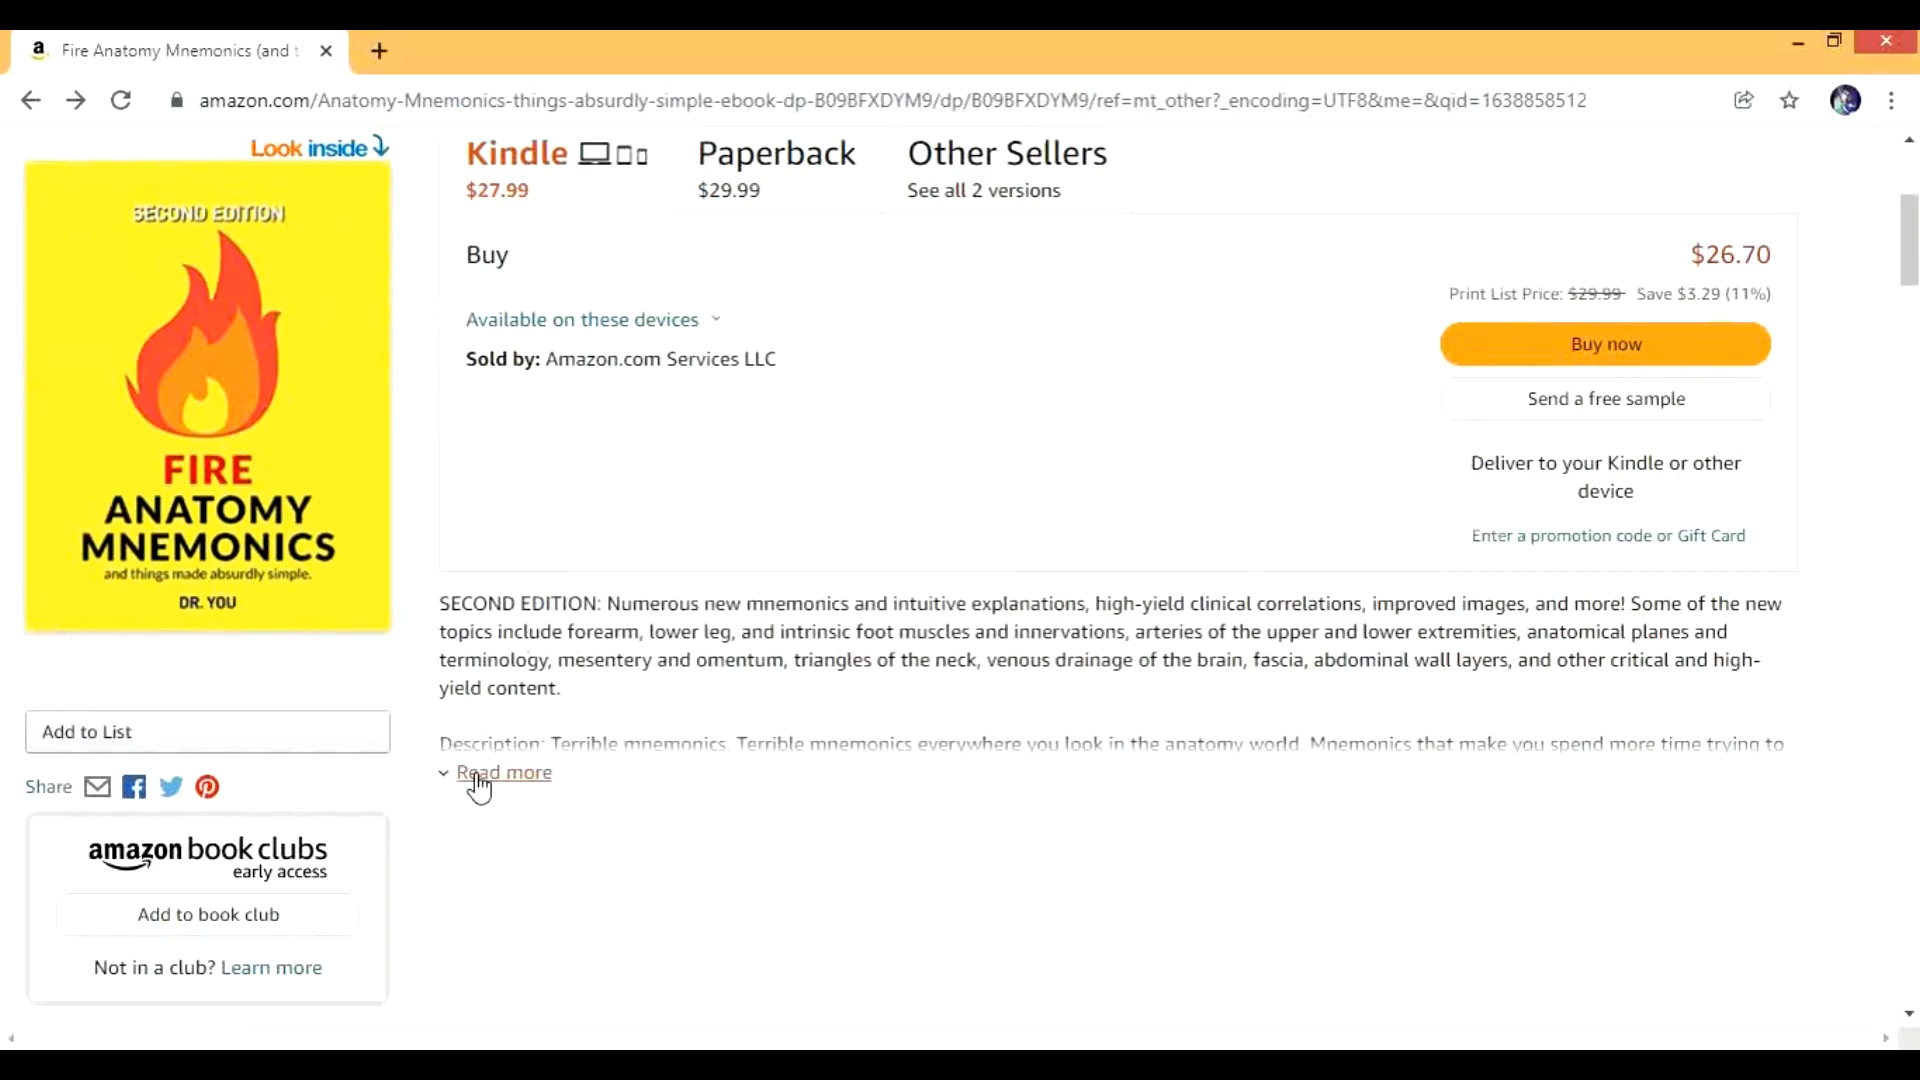 Fire Anatomy Mnemonics (and t
amazon.com/Anatomy-Mnemonics-things-absurdly-simple-ebook-dp-B09BFXDYM9/dp/B09BFXDYM9/ref=mt_other?_encoding=UTF8&me=&qid=1638858512
Look inside
SECOND EDITION
FIRE
ANATOMY
MNEMONICS
and things made absurdly simple.
DR. YOU
Add to List
Share
amazon book clubs
early access
Add to book club
Not in a club? Learn more
Kindle
$27.99
Paperback
$29.99
Other Sellers
See all 2 versions
Buy
Available on these devices
Sold by: Amazon.com Services LLC
$26.70
Print List Price: $29.99 Save $3.29 (11%)
Buy now
Send a free sample
Deliver to your Kindle or other
device
Enter a promotion code or Gift Card
SECOND EDITION: Numerous new mnemonics and intuitive explanations, high-yield clinical correlations, improved images, and more! Some of the new
topics include forearm, lower leg, and intrinsic foot muscles and innervations, arteries of the upper and lower extremities, anatomical planes and
terminology, mesentery and omentum, triangles of the neck, venous drainage of the brain, fascia, abdominal wall layers, and other critical and high-
yield content.
Description: Terrible mnemonics. Terrible mnemonics everywhere you look in the anatomy world. Mnemonics that make you spend more time trying to
Read more